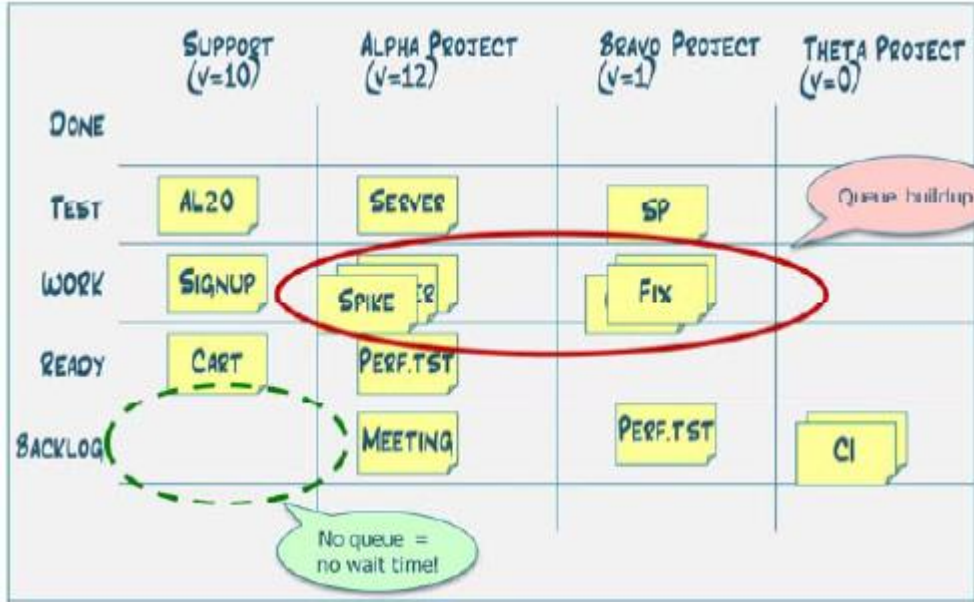 SUPPORT
(V=10)
ALPHA PROJECT
(V=12)
BRAVO PROJECT
(V=1)
THETA PROJECT
(V=0)
DONE
TEST
AL20
SERVER
SP
Queue buildup
WORK
SIGNUP
SPIKE
ER
FIX
READY
CART
PERF.TST
BACKLOG
MEETING
PERF.TST
CI
No queue =
no wait time!